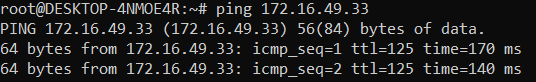 root@DESKTOP-4NMOE4R:~# ping 172.16.49.33
PING 172.16.49.33 (172.16.49.33) 56(84) bytes of data.
64 bytes from 172.16.49.33: icmp_seq=1 ttl=125 time=170 ms
64 bytes from 172.16.49.33: icmp_seq=2 ttl=125 time=140 ms